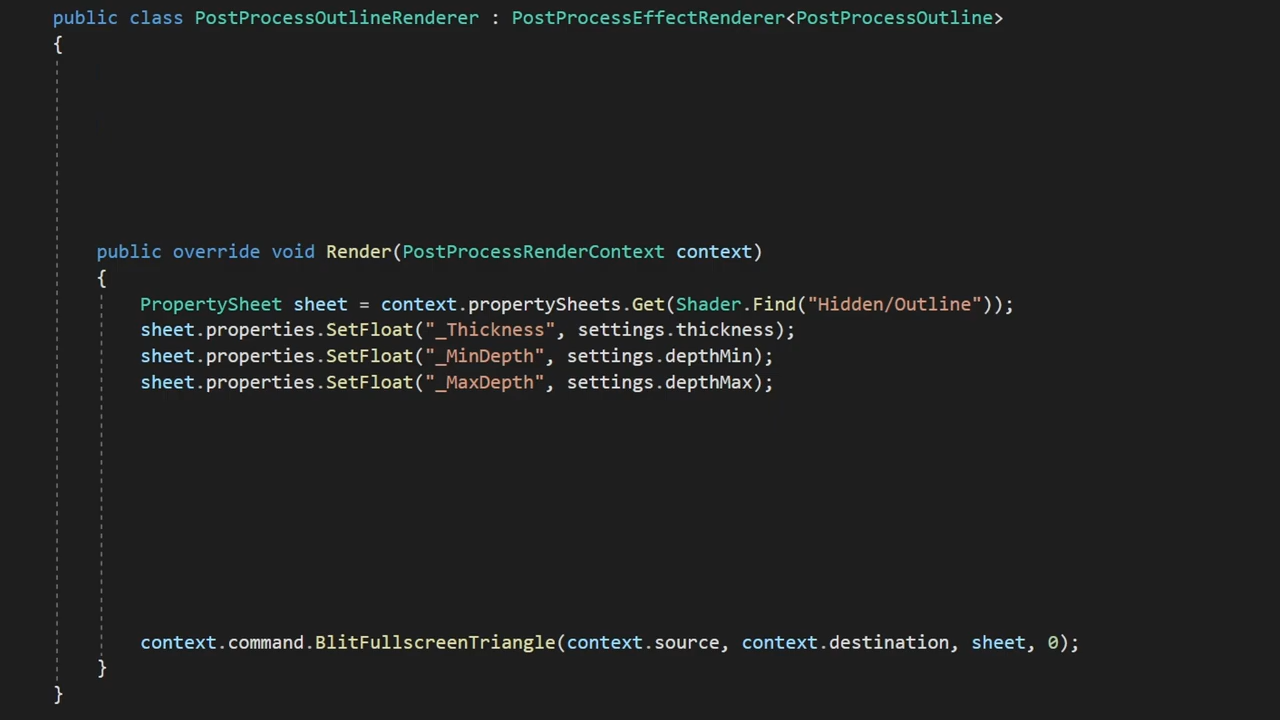 public class PostProcessOutlineRenderer : PostProcessEffectRenderer<PostProcessOutline>
{
public override void Render(PostProcessRenderContext context)
{
PropertySheet sheet = context.propertySheets.Get(Shader.Find("Hidden/Outline"));
sheet.properties.SetFloat("_Thickness", settings.thickness);
sheet.properties.SetFloat("_MinDepth", settings.depthMin);
sheet.properties.SetFloat("_MaxDepth", settings.depthMax);
context.command.BlitFullscreenTriangle(context.source, context.destination, sheet, 0);
}
}